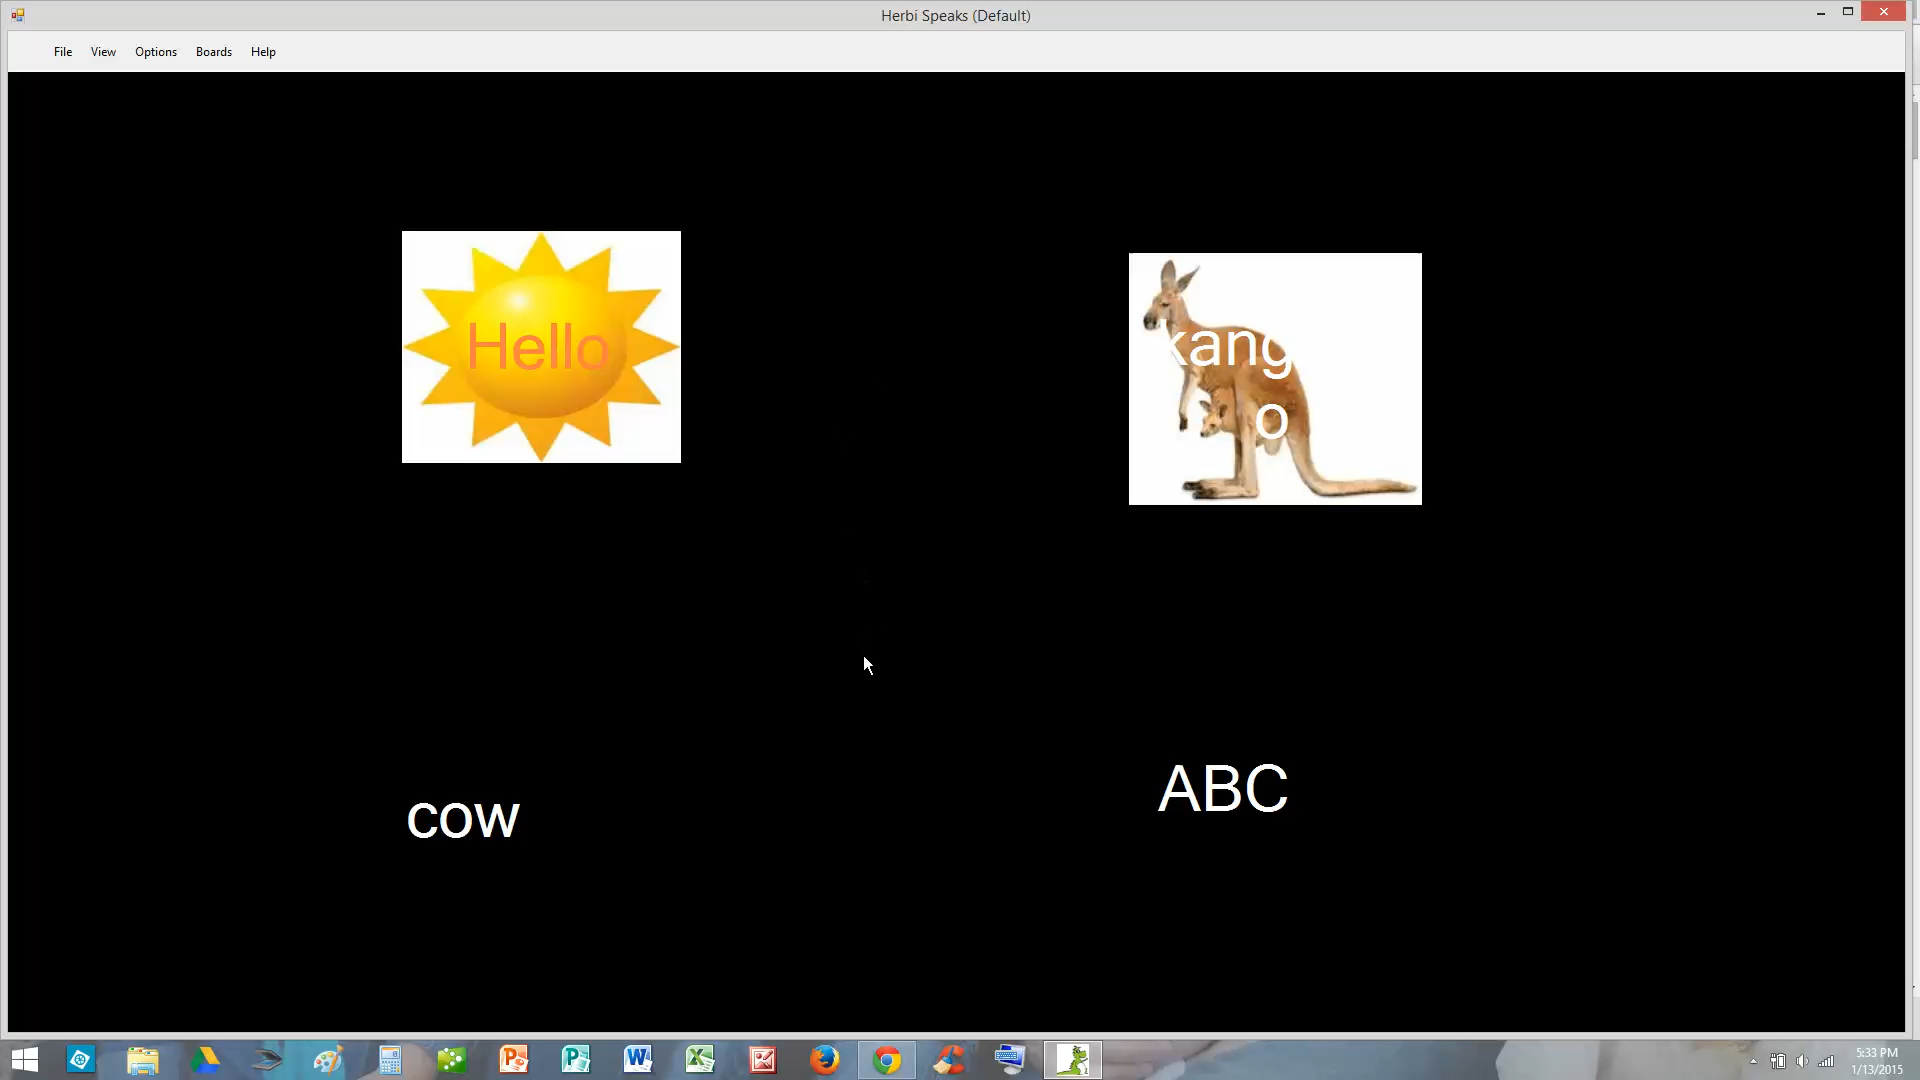 Herbi Speaks (Default)
File View Options Boards Help
Hello
kang
o
cow
ABC
5:33 PM
1/13/2015